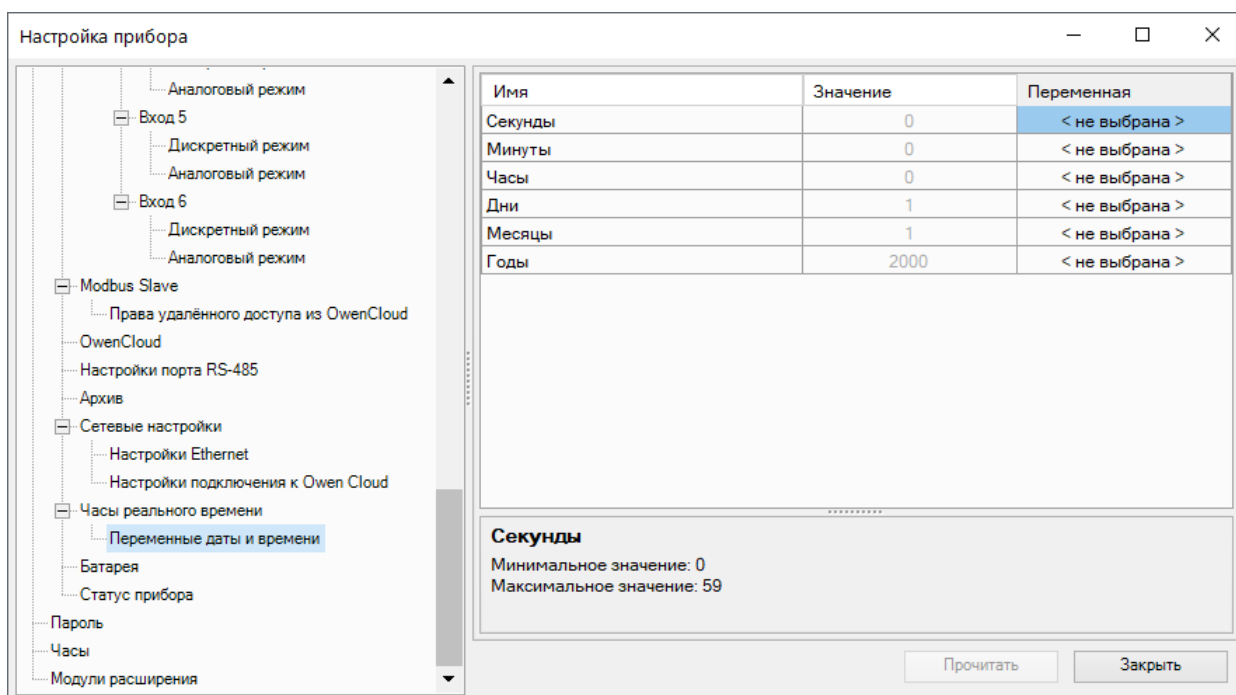 Настройка прибора
Аналоговый режим
Вход 5
Дискретный режим
Аналоговый режим
Вход 6
Дискретный режим
Аналоговый режим
Modbus Slave
Права удалённого доступа из OwenCloud
OwenCloud
Настройки порта RS-485
Архив
Сетевые настройки
Настройки Ethernet
Настройки подключения к Owen Cloud
Часы реального времени
Переменные даты и времени
Батарея
Статус прибора
Пароль
Часы
Модули расширения
Имя Значение Переменная
Секунды 0 < не выбрана >
Минуты 0 < не выбрана >
Часы 0 < не выбрана >
Дни 1 < не выбрана >
Месяцы 1 < не выбрана >
Годы 2000 < не выбрана >
Секунды
Минимальное значение: 0
Максимальное значение: 59
Прочитать Закрыть